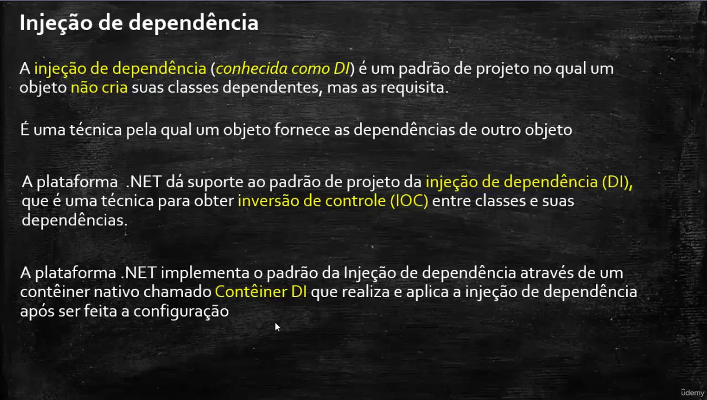 Injeção de dependência
A injeção de dependência (conhecida como DI) é um padrão de projeto no qual um
objeto não cria suas classes dependentes, mas as requisita.
É uma técnica pela qual um objeto fornece as dependências de outro objeto
A plataforma .NET dá suporte ao padrão de projeto da injeção de dependência (DI),
que é uma técnica para obter inversão de controle (IOC) entre classes e suas
dependências.
A plataforma .NET implementa o padrão da Injeção de dependência através de um
contêiner nativo chamado Contêiner DI que realiza e aplica a injeção de dependência
após ser feita a configuração
ûdemy